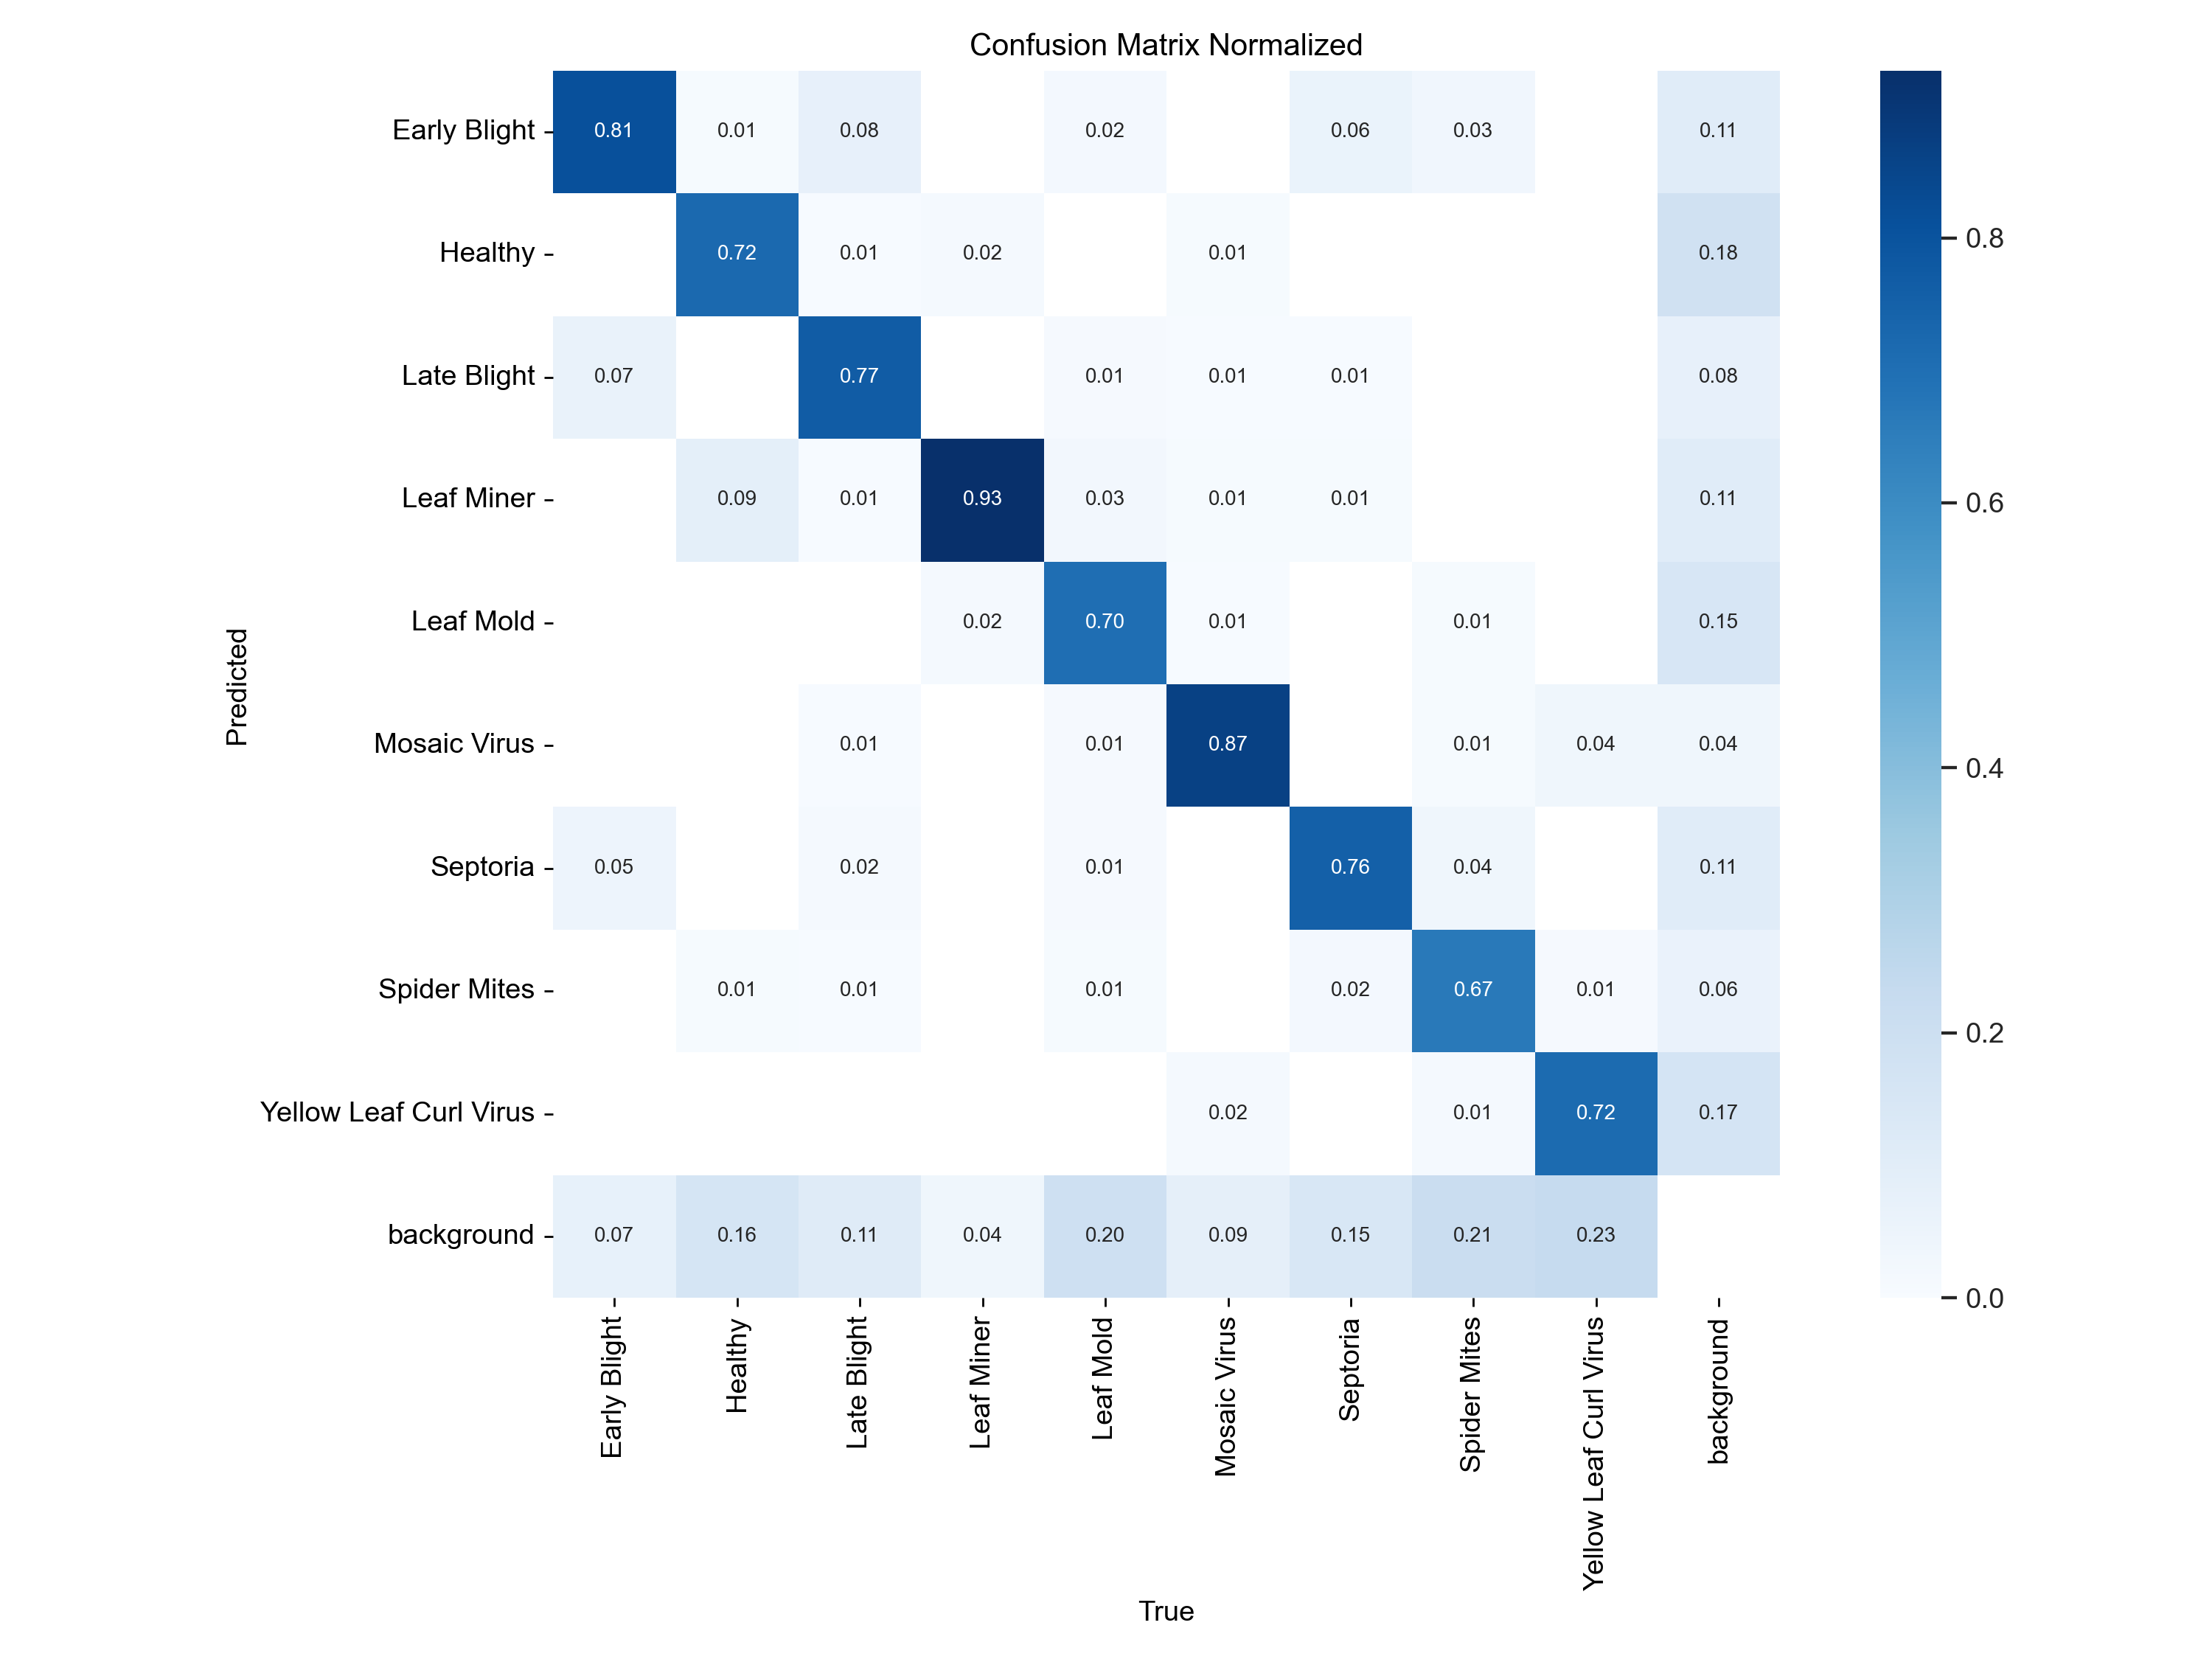 Confusion Matrix Normalized
Early Blight 0.81 0.01 0.08 0.02 0.06 0.03 0.11
Healthy 0.72 0.01 0.02 0.01 0.18
Late Blight 0.07 0.77 0.01 0.01 0.01 0.08
Leaf Miner 0.09 0.01 0.93 0.03 0.01 0.01 0.11
Leaf Mold 0.02 0.70 0.01 0.01 0.15
Mosaic Virus 0.01 0.01 0.87 0.01 0.04 0.04
Septoria 0.05 0.02 0.01 0.76 0.04 0.11
Spider Mites 0.01 0.01 0.01 0.02 0.67 0.01 0.06
Yellow Leaf Curl Virus 0.02 0.01 0.72 0.17
background 0.07 0.16 0.11 0.04 0.20 0.09 0.15 0.21 0.23
Predicted
Early Blight
Healthy
Late Blight
Leaf Miner
Leaf Mold
Mosaic Virus
Septoria
Spider Mites
Yellow Leaf Curl Virus
background
True
0.8
0.6
0.4
0.2
0.0